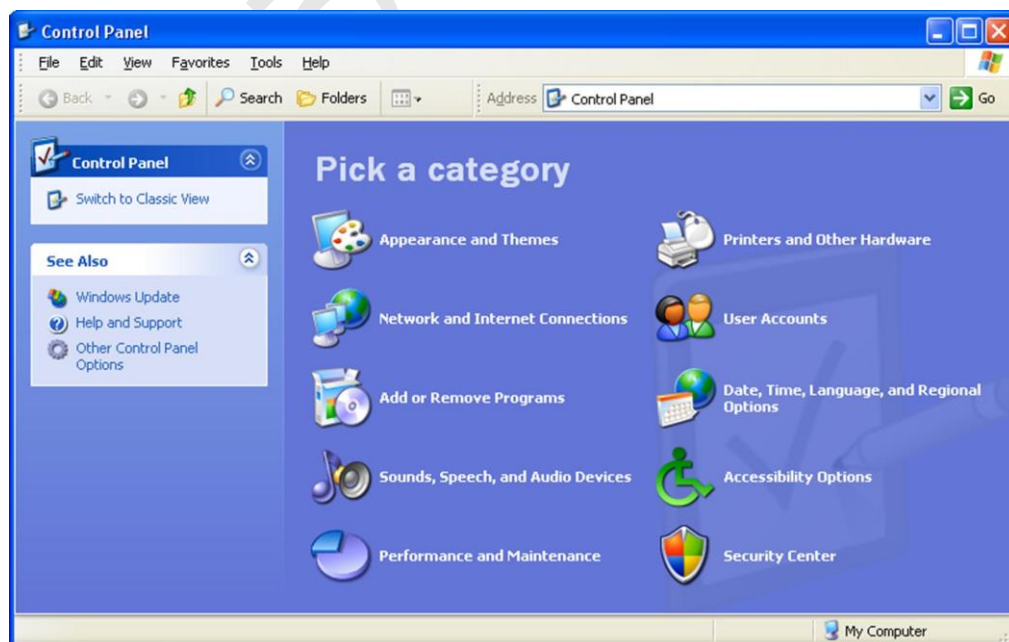 Control Panel
File Edit View Favorites Tools Help
Back Search Folders Address Control Panel Go
Control Panel
Switch to Classic View
See Also
Windows Update
Help and Support
Other Control Panel
Options
Pick a category
Appearance and Themes
Printers and Other Hardware
Network and Internet Connections
User Accounts
Add or Remove Programs
Date, Time, Language, and Regional
Options
Sounds, Speech, and Audio Devices
Accessibility Options
Performance and Maintenance
Security Center
My Computer